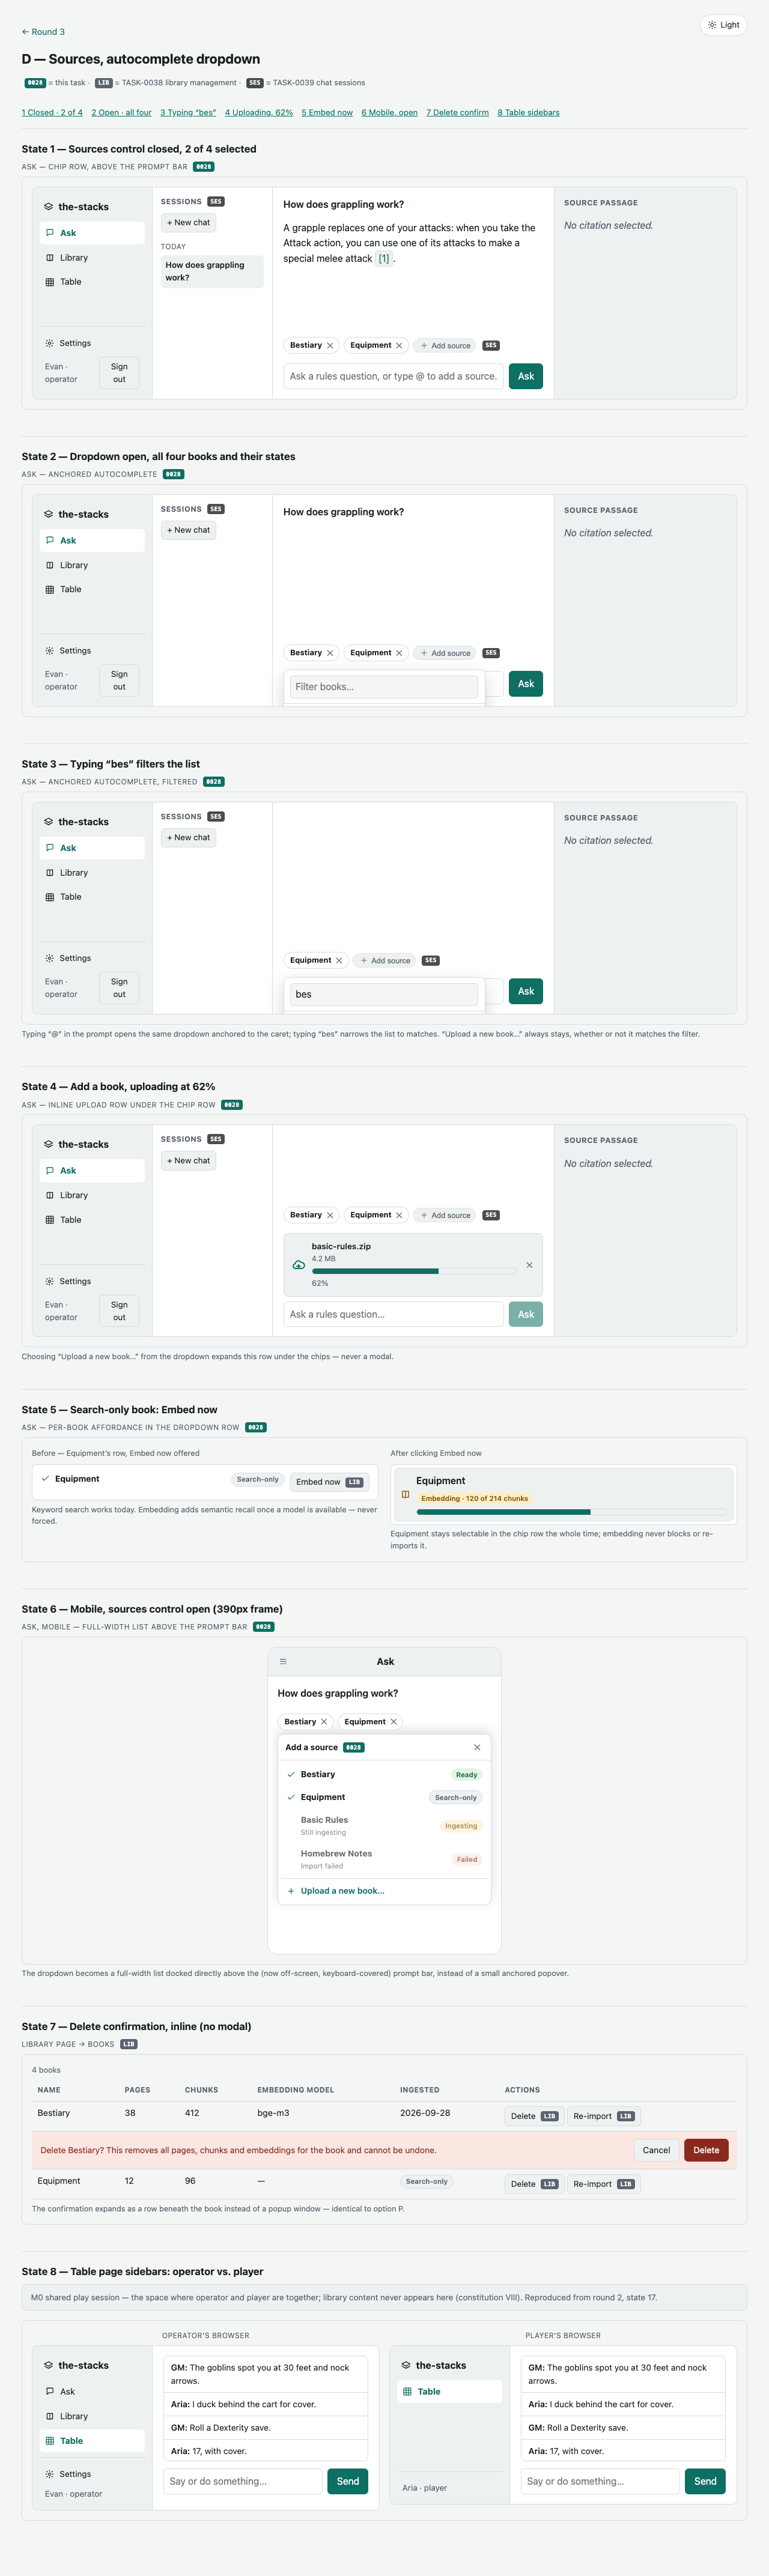 ← Round 3
Light
D — Sources, autocomplete dropdown
0028 = this task · LIB = TASK-0038 library management · SES = TASK-0039 chat sessions
1 Closed · 2 of 4 2 Open · all four 3 Typing “bes” 4 Uploading, 62% 5 Embed now 6 Mobile, open 7 Delete confirm 8 Table sidebars
State 1 — Sources control closed, 2 of 4 selected
ASK — CHIP ROW, ABOVE THE PROMPT BAR 0028
the-stacks
Ask
Library
Table
Settings
Evan ·
operator
Sign
out
SESSIONS SES
+ New chat
TODAY
How does grappling
work?
How does grappling work?
A grapple replaces one of your attacks: when you take the
Attack action, you can use one of its attacks to make a
special melee attack [1].
Bestiary × Equipment × + Add source SES
Ask a rules question, or type @ to add a source.
Ask
SOURCE PASSAGE
No citation selected.
State 2 — Dropdown open, all four books and their states
ASK — ANCHORED AUTOCOMPLETE 0028
the-stacks
Ask
Library
Table
Settings
Evan ·
operator
Sign
out
SESSIONS SES
+ New chat
How does grappling work?
Bestiary × Equipment × + Add source SES
Filter books...
Ask
SOURCE PASSAGE
No citation selected.
State 3 — Typing “bes” filters the list
ASK — ANCHORED AUTOCOMPLETE, FILTERED 0028
the-stacks
Ask
Library
Table
Settings
Evan ·
operator
Sign
out
SESSIONS SES
+ New chat
Equipment × + Add source SES
bes
Ask
SOURCE PASSAGE
No citation selected.
Typing “@” in the prompt opens the same dropdown anchored to the caret; typing “bes” narrows the list to matches. “Upload a new book...” always stays, whether or not it matches the filter.
State 4 — Add a book, uploading at 62%
ASK — INLINE UPLOAD ROW UNDER THE CHIP ROW 0028
the-stacks
Ask
Library
Table
Settings
Evan ·
operator
Sign
out
SESSIONS SES
+ New chat
Bestiary × Equipment × + Add source SES
basic-rules.zip
4.2 MB
62%
Ask a rules question...
Ask
SOURCE PASSAGE
No citation selected.
Choosing “Upload a new book...” from the dropdown expands this row under the chips — never a modal.
State 5 — Search-only book: Embed now
ASK — PER-BOOK AFFORDANCE IN THE DROPDOWN ROW 0028
Before — Equipment’s row, Embed now offered
Equipment
Search-only
Embed now LIB
Keyword search works today. Embedding adds semantic recall once a model is available — never
forced.
After clicking Embed now
Equipment
Embedding · 120 of 214 chunks
Equipment stays selectable in the chip row the whole time; embedding never blocks or re-
imports it.
State 6 — Mobile, sources control open (390px frame)
ASK, MOBILE — FULL-WIDTH LIST ABOVE THE PROMPT BAR 0028
Ask
How does grappling work?
Bestiary × Equipment ×
Add a source 0028
Bestiary Ready
Equipment Search-only
Basic Rules
Still ingesting
Ingesting
Homebrew Notes
Import failed
Failed
+ Upload a new book...
The dropdown becomes a full-width list docked directly above the (now off-screen, keyboard-covered) prompt bar, instead of a small anchored popover.
State 7 — Delete confirmation, inline (no modal)
LIBRARY PAGE → BOOKS LIB
4 books
NAME PAGES CHUNKS EMBEDDING MODEL INGESTED ACTIONS
Bestiary 38 412 bge-m3 2026-09-28 Delete LIB Re-import LIB
Delete Bestiary? This removes all pages, chunks and embeddings for the book and cannot be undone. Cancel Delete
Equipment 12 96 — Search-only Delete LIB Re-import LIB
The confirmation expands as a row beneath the book instead of a popup window — identical to option P.
State 8 — Table page sidebars: operator vs. player
M0 shared play session — the space where operator and player are together; library content never appears here (constitution VIII). Reproduced from round 2, state 17.
OPERATOR’S BROWSER
the-stacks
Ask
Library
Table
Settings
Evan · operator
GM: The goblins spot you at 30 feet and nock
arrows.
Aria: I duck behind the cart for cover.
GM: Roll a Dexterity save.
Aria: 17, with cover.
Say or do something...
Send
PLAYER’S BROWSER
the-stacks
Table
Aria · player
GM: The goblins spot you at 30 feet and nock
arrows.
Aria: I duck behind the cart for cover.
GM: Roll a Dexterity save.
Aria: 17, with cover.
Say or do something...
Send